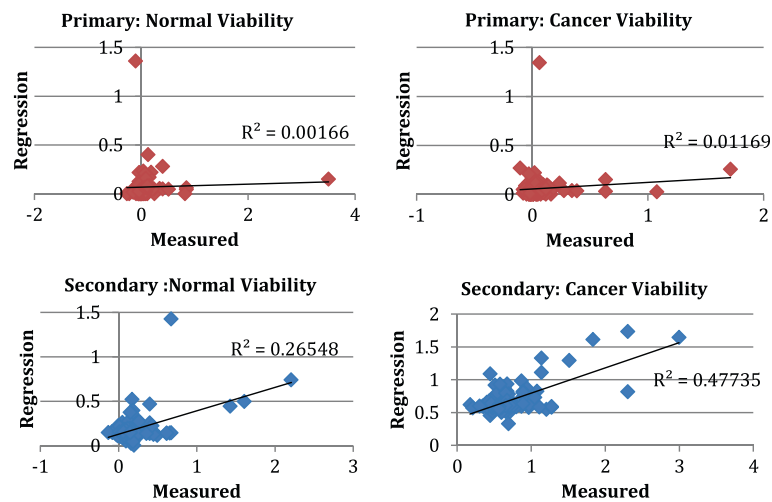 Primary: Normal Viability
1.5
1
0.5
0
-2
0
2
4
R² = 0.00166
Regression
Measured
Primary: Cancer Viability
1.5
1
0.5
0
-1
0
1
2
R² = 0.01169
Regression
Measured
Secondary :Normal Viability
1.5
1
0.5
0
-1
0
1
2
3
R² = 0.26548
Regression
Measured
Secondary: Cancer Viability
2
1.5
1
0.5
0
0
1
2
3
4
R² = 0.47735
Regression
Measured